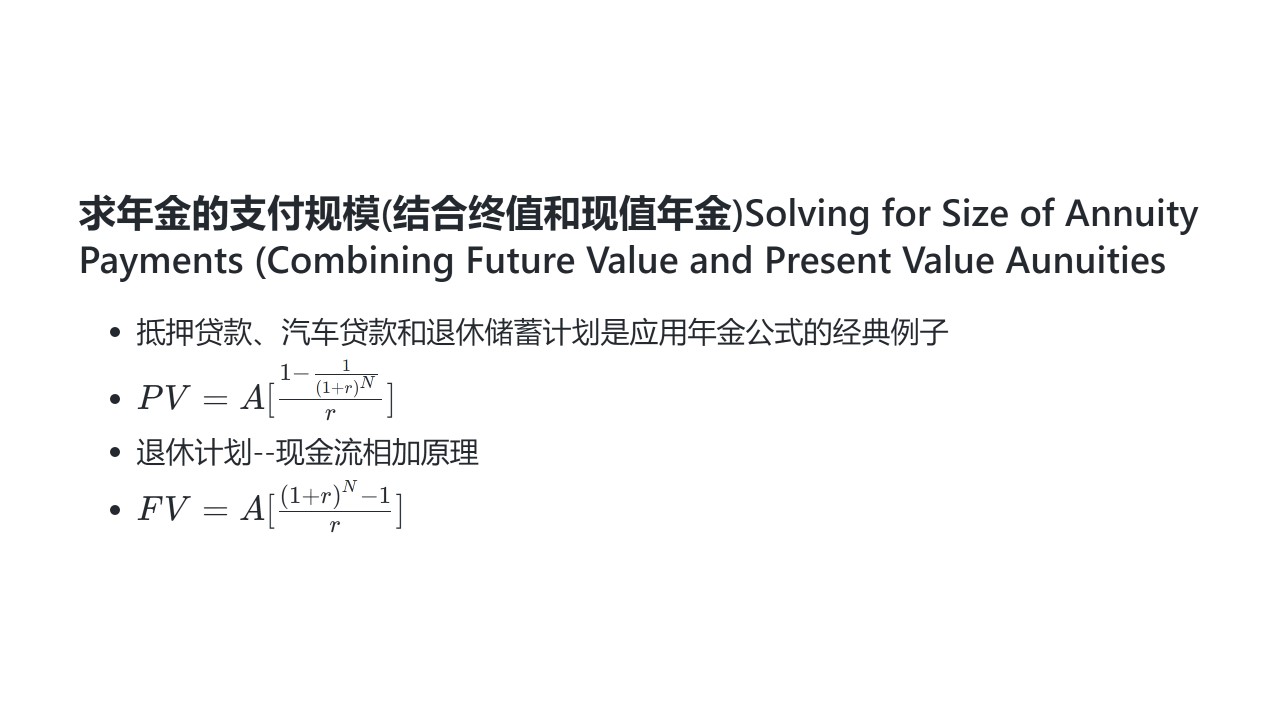 求年金的支付规模(结合终值和现值年金)Solving for Size of Annuity
Payments (Combining Future Value and Present Value Aunuities
• 抵押贷款、汽车贷款和退休储蓄计划是应用年金公式的经典例子
• $PV = A[\frac{1-\frac{1}{(1+r)^N}}{r}]$
• 退休计划--现金流相加原理
• $FV = A[\frac{(1+r)^N-1}{r}]$